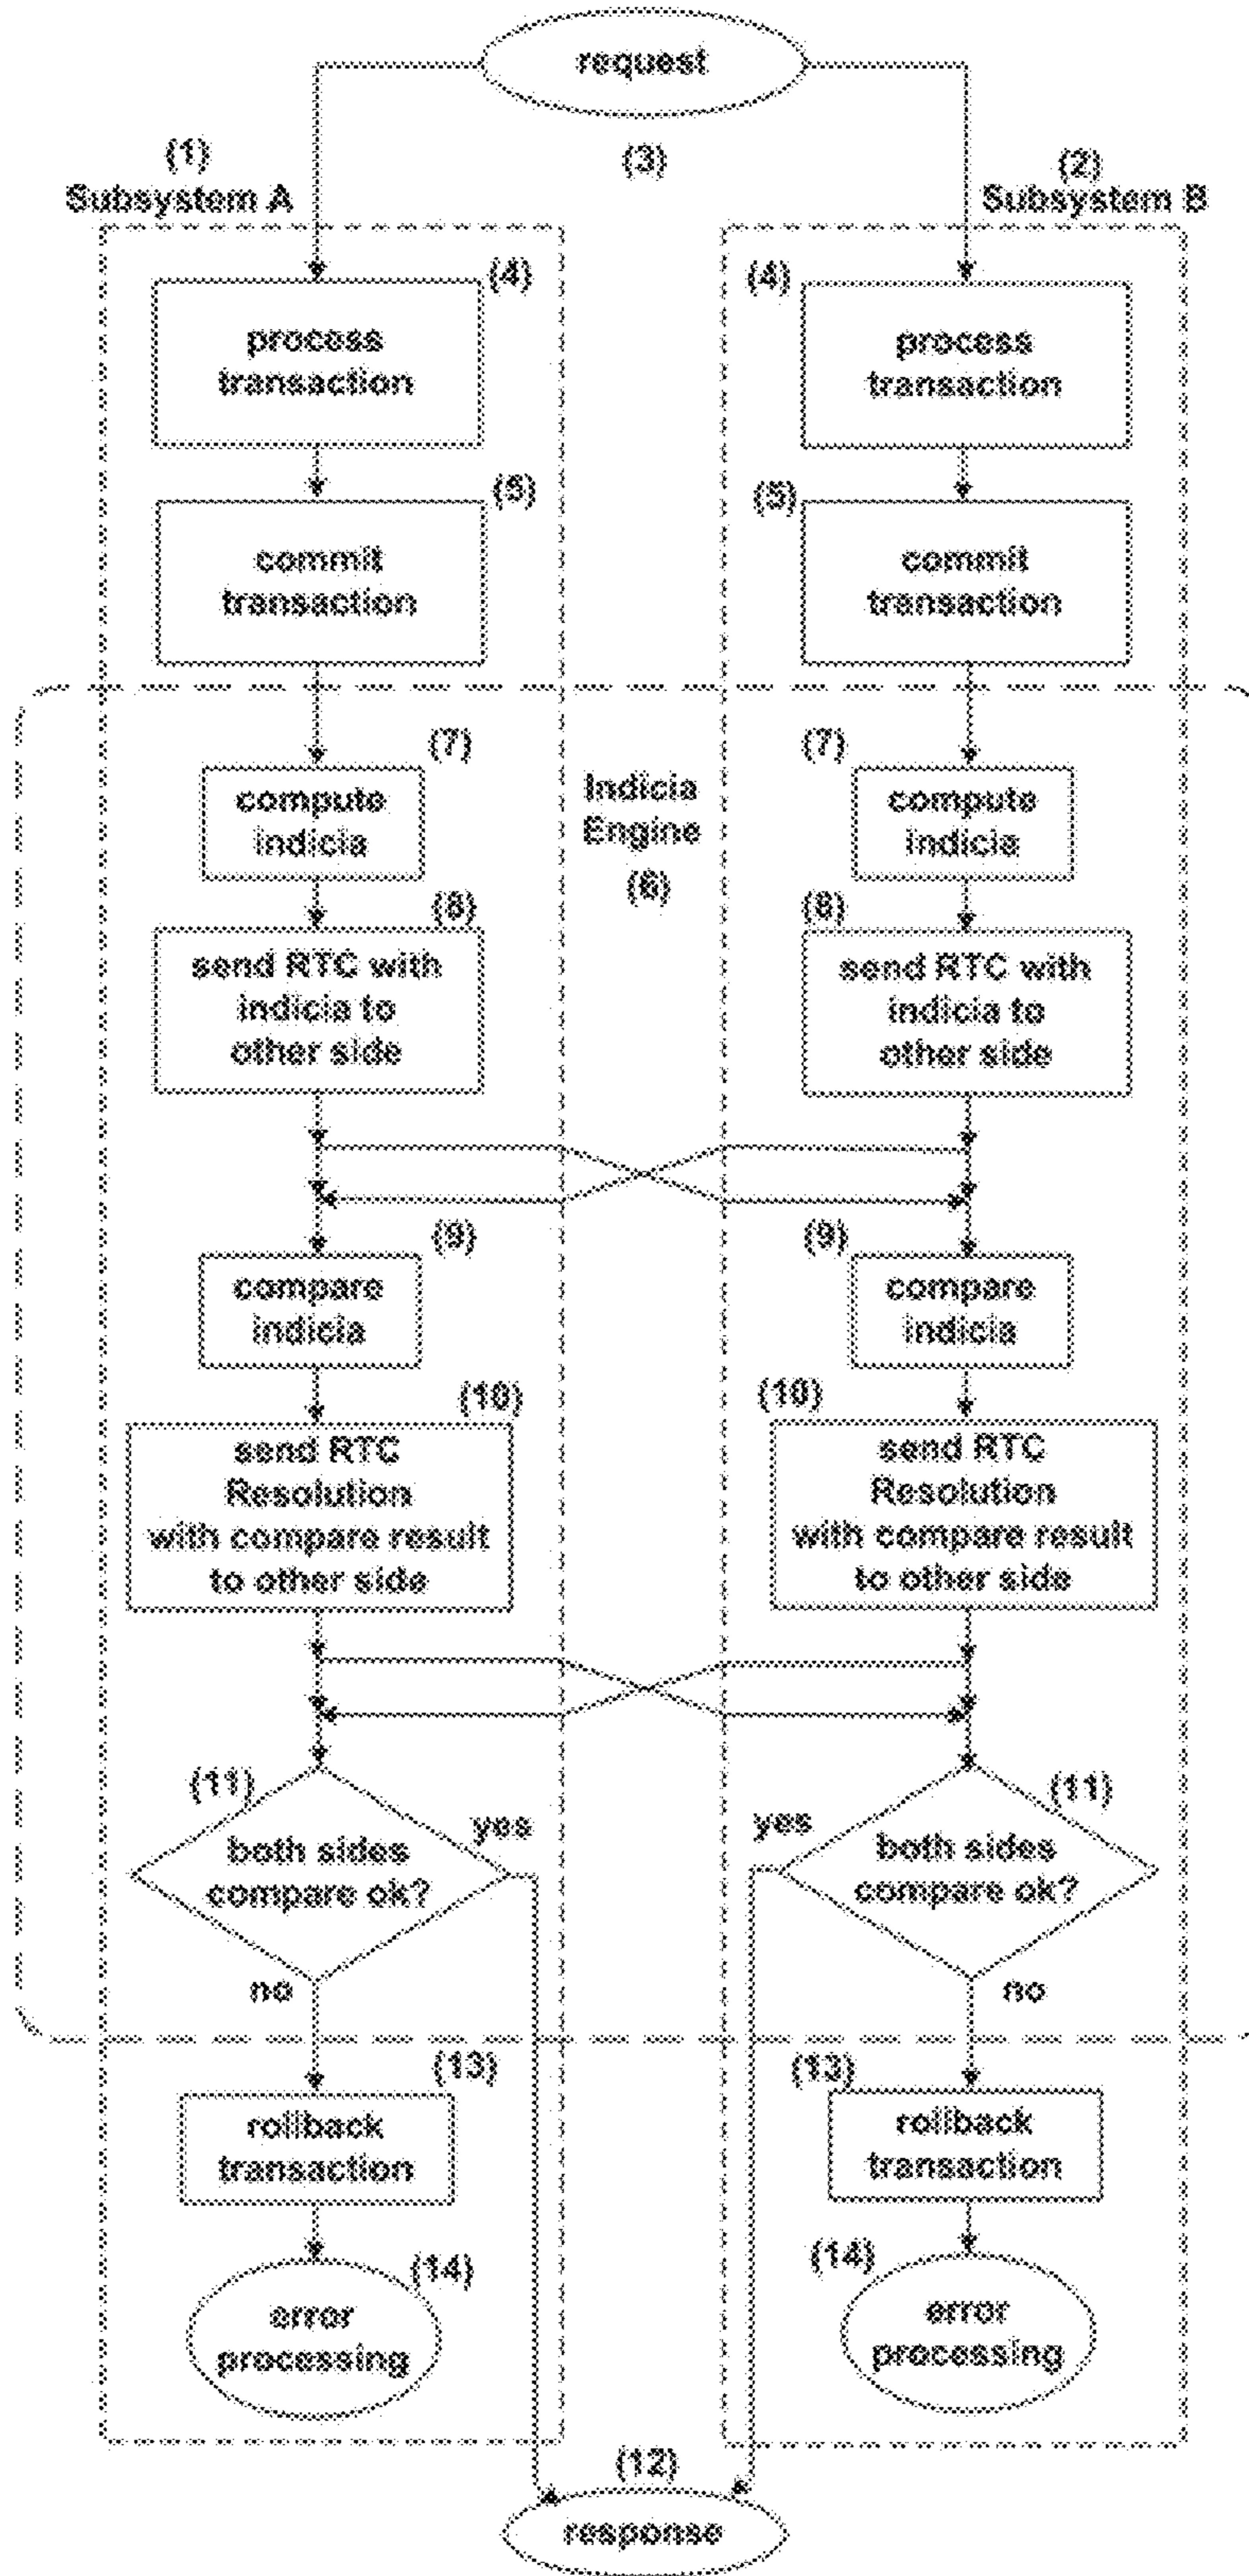 request
(3)
(1)
Subsystem A
(2)
Subsystem B
(4)
process
transaction
(4)
process
transaction
(5)
commit
transaction
(5)
commit
transaction
Indicia
Engine
(6)
(7)
compute
indicia
(7)
compute
indicia
(8)
send RTC with
indicia to
other side
(8)
send RTC with
indicia to
other side
(9)
compare
indicia
(9)
compare
indicia
(10)
send RTC
Resolution
with compare result
to other side
(10)
send RTC
Resolution
with compare result
to other side
(11)
both sides
compare ok?
yes
no
(11)
both sides
compare ok?
yes
no
(13)
rollback
transaction
(13)
rollback
transaction
(14)
error
processing
(14)
error
processing
(12)
response